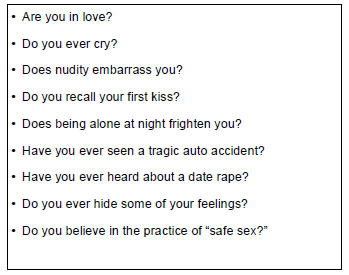 • Are you in love?
• Do you ever cry?
• Does nudity embarrass you?
• Do you recall your first kiss?
• Does being alone at night frighten you?
• Have you ever seen a tragic auto accident?
• Have you ever heard about a date rape?
• Do you ever hide some of your feelings?
• Do you believe in the practice of “safe sex?”